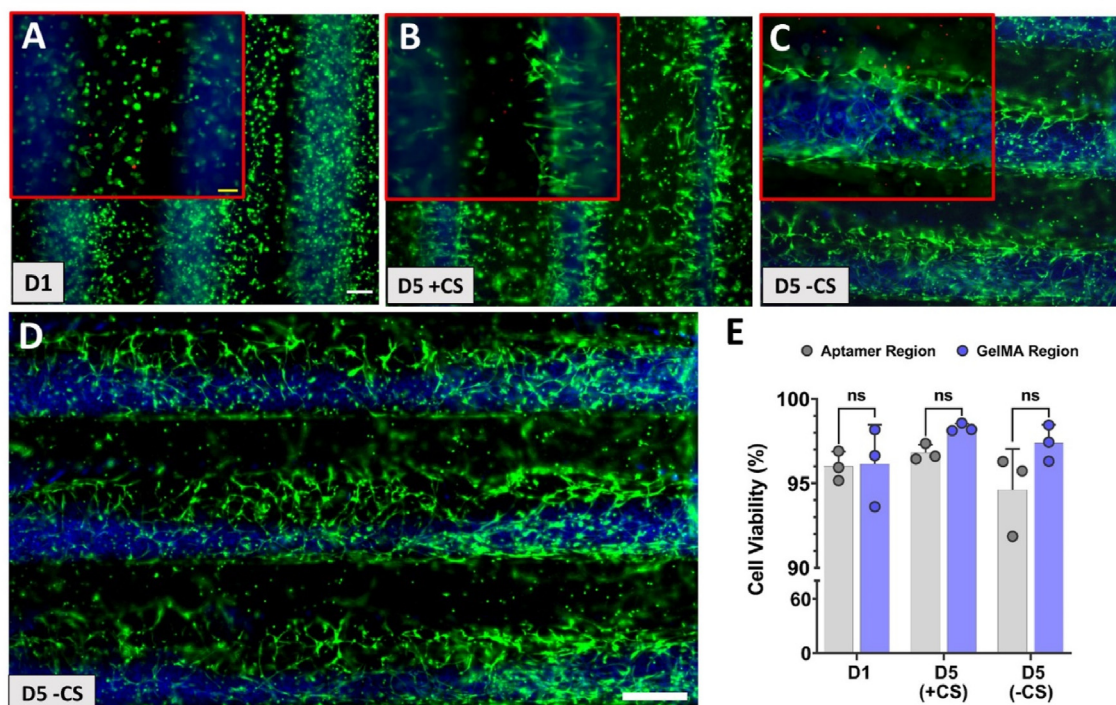 A
D1
B
D5 +CS
C
D5 -CS
D
D5 -CS
E
Aptamer Region GelMA Region
ns ns ns
Cell Viability (%)
100
95
90
60
0
D1 D5 D5
(+CS) (-CS)